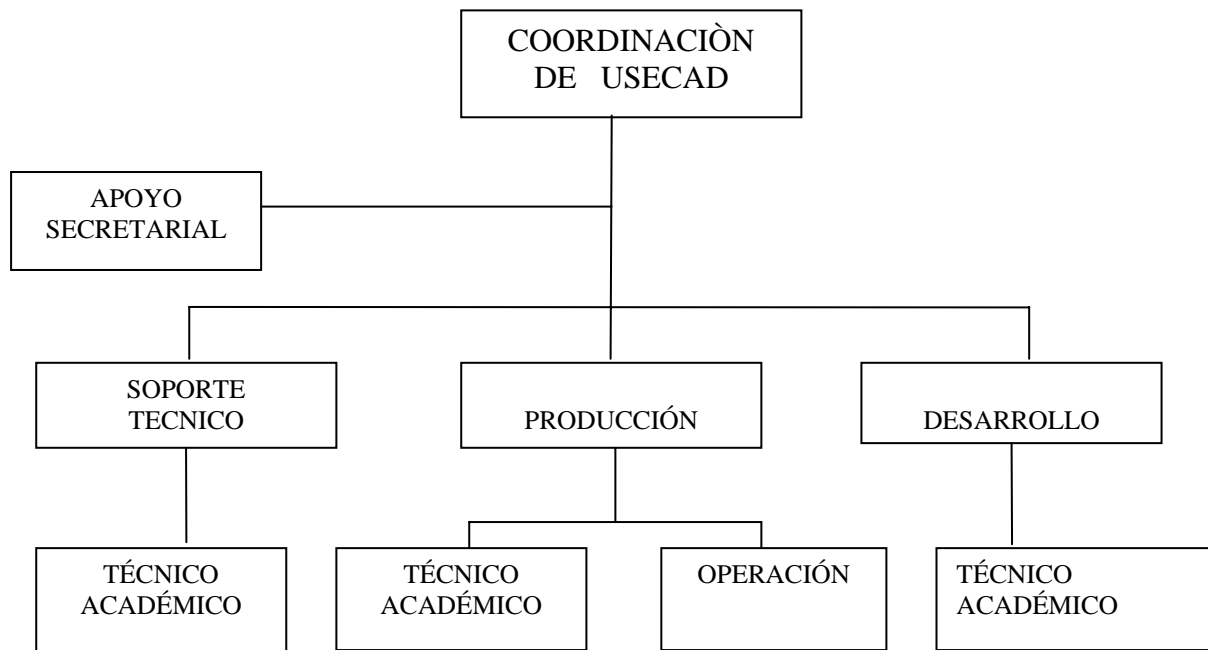 COORDINACIÒN
DE USECAD
APOYO
SECRETARIAL
SOPORTE
TECNICO
PRODUCCIÓN
DESARROLLO
TÉCNICO
ACADÉMICO
TÉCNICO
ACADÉMICO
OPERACIÓN
TÉCNICO
ACADÉMICO